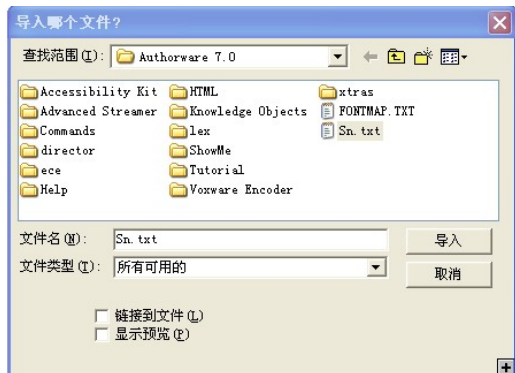 导入哪个文件?
查找范围(I): Authorware 7.0
Accessibility Kit HTML xtras
Advanced Streamer Knowledge Objects FONTMAP.TXT
Commands lex Sn.txt
director ShowMe
ece Tutorial
Help Voxware Encoder
文件名(N): Sn.txt 导入
文件类型(T): 所有可用的 取消
链接到文件(L)
显示预览(P)